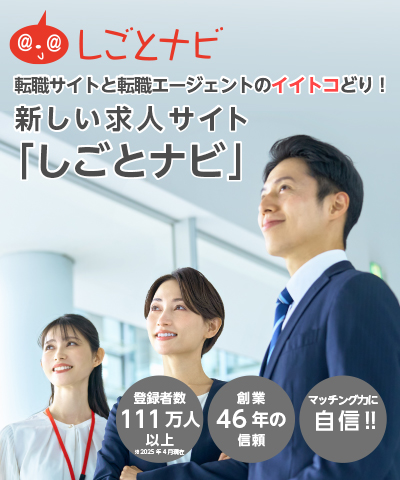 @ @
しごとナビ
転職サイトと転職エージェントのイイトコどり！
新しい求人サイト
「しごとナビ」
登録者数
111万人
以上
※2025年4月現在
創業
46年の
信頼
マッチング力に
自信!!